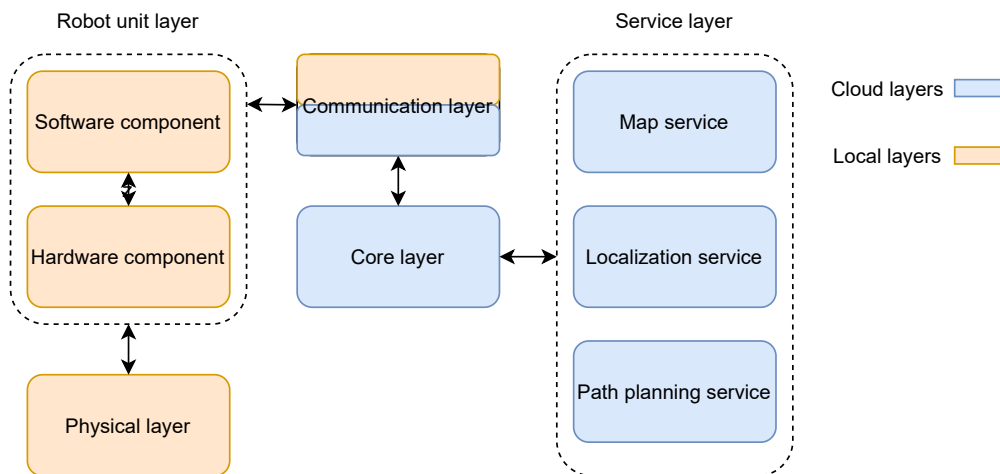 Robot unit layer
Service layer
Software component
Communication layer
Map service
Cloud layers
Local layers
Hardware component
Core layer
Localization service
Path planning service
Physical layer